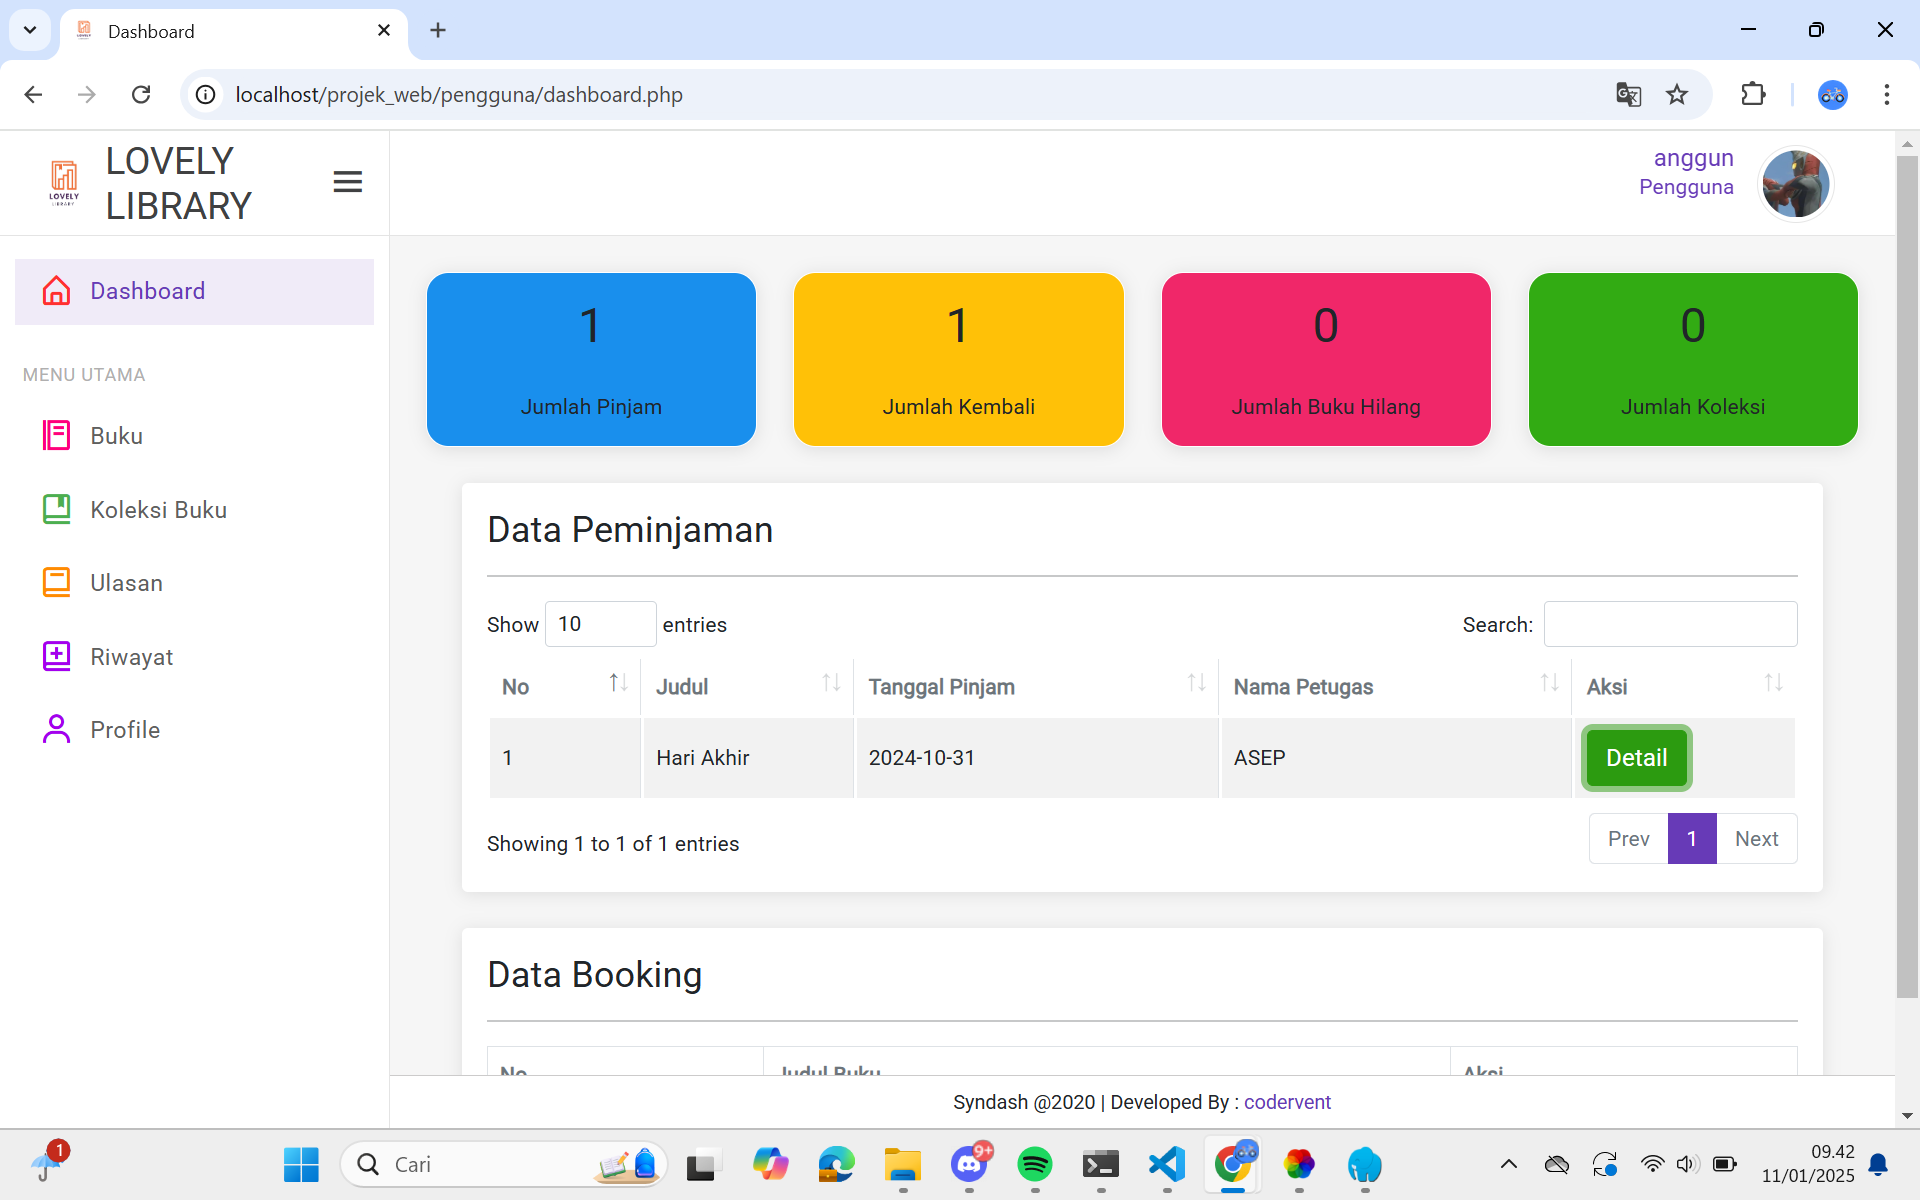 Dashboard
localhost/projek_web/pengguna/dashboard.php
LOVELY
LIBRARY
LOVELY
LIBRARY
anggun
Pengguna
Dashboard
MENU UTAMA
Buku
Koleksi Buku
Ulasan
Riwayat
Profile
1
Jumlah Pinjam
1
Jumlah Kembali
0
Jumlah Buku Hilang
0
Jumlah Koleksi
Data Peminjaman
Show 10 entries
Search:
No Judul Tanggal Pinjam Nama Petugas Aksi
1 Hari Akhir 2024-10-31 ASEP Detail
Showing 1 to 1 of 1 entries
Prev 1 Next
Data Booking
No Judul Buku Aksi
Syndash @2020 | Developed By : codervent
1
Cari
9+
09.42
11/01/2025